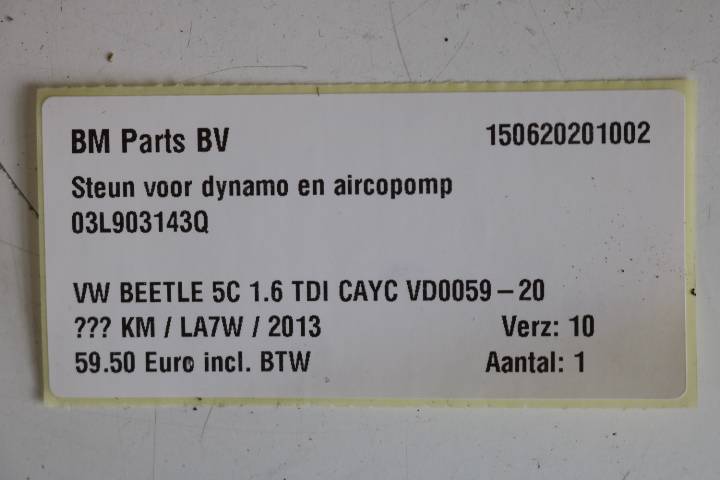 BM Parts BV 150620201002
Steun voor dynamo en aircopomp
03L903143Q
VW BEETLE 5C 1.6 TDI CAYC VD0059-20
??? KM / LA7W / 2013 Verz: 10
59.50 Euro incl. BTW Aantal: 1